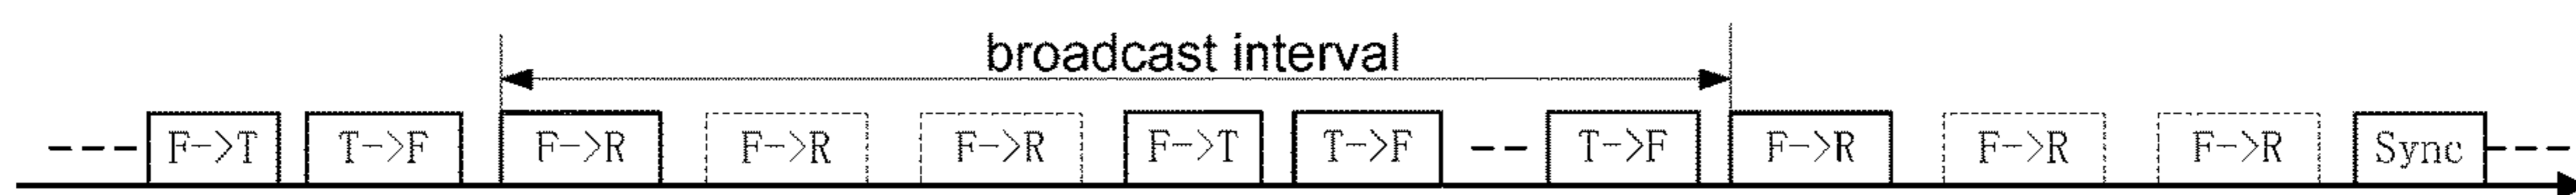 broadcast interval
F->T T->F F->R F->R F->R F->T T->F T->F F->R F->R F->R Sync